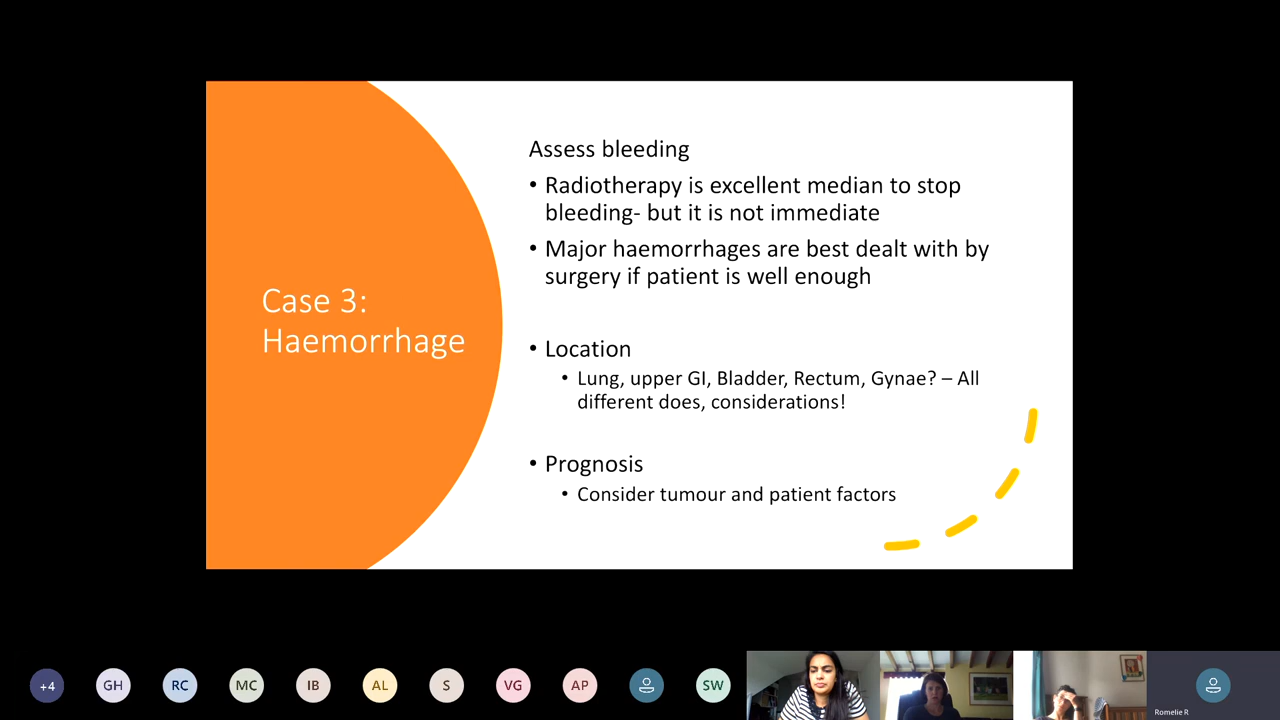 Case 3:
Haemorrhage
Assess bleeding
• Radiotherapy is excellent median to stop
bleeding- but it is not immediate
• Major haemorrhages are best dealt with by
surgery if patient is well enough
• Location
• Lung, upper GI, Bladder, Rectum, Gynae? – All
different does, considerations!
• Prognosis
• Consider tumour and patient factors
+4 GH RC MC IB AL S VG AP SW
Romelie R